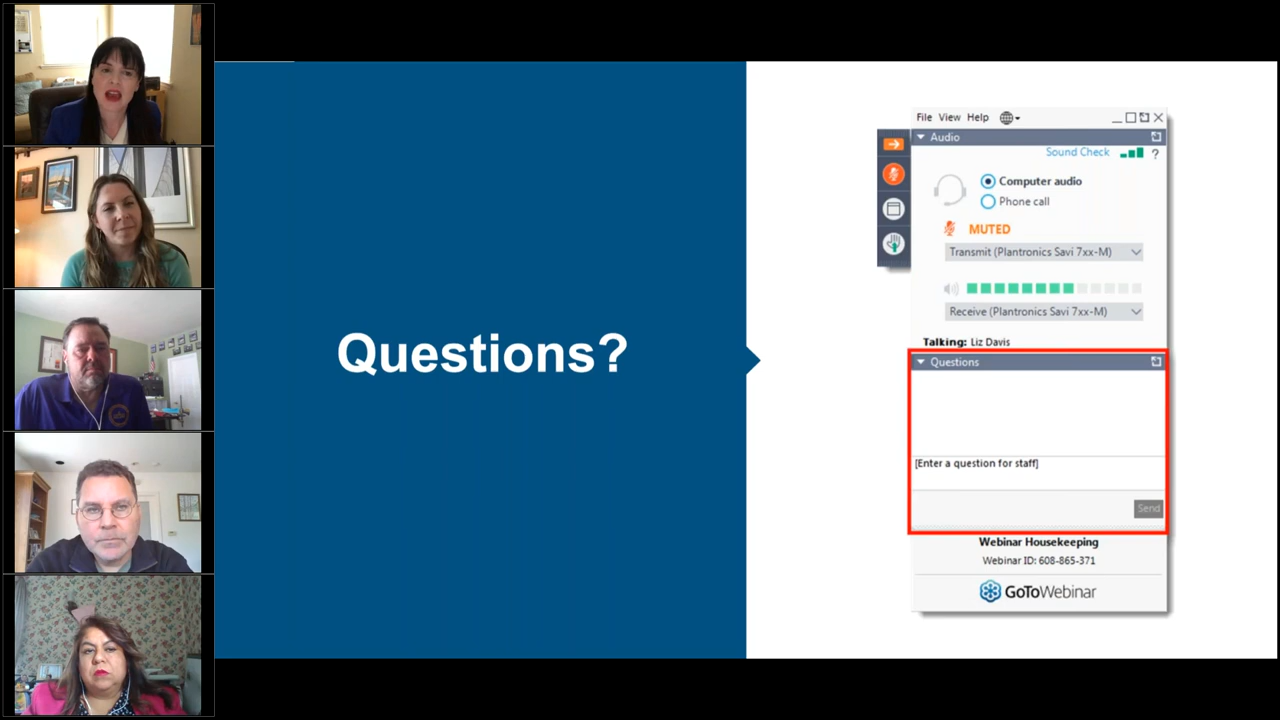 Questions?
File View Help
Audio
Sound Check ?
Computer audio
Phone call
MUTED
Transmit (Plantronics Savi 7xx-M)
Receive (Plantronics Savi 7xx-M)
Talking: Liz Davis
Questions
[Enter a question for staff]
Send
Webinar Housekeeping
Webinar ID: 608-865-371
GoToWebinar